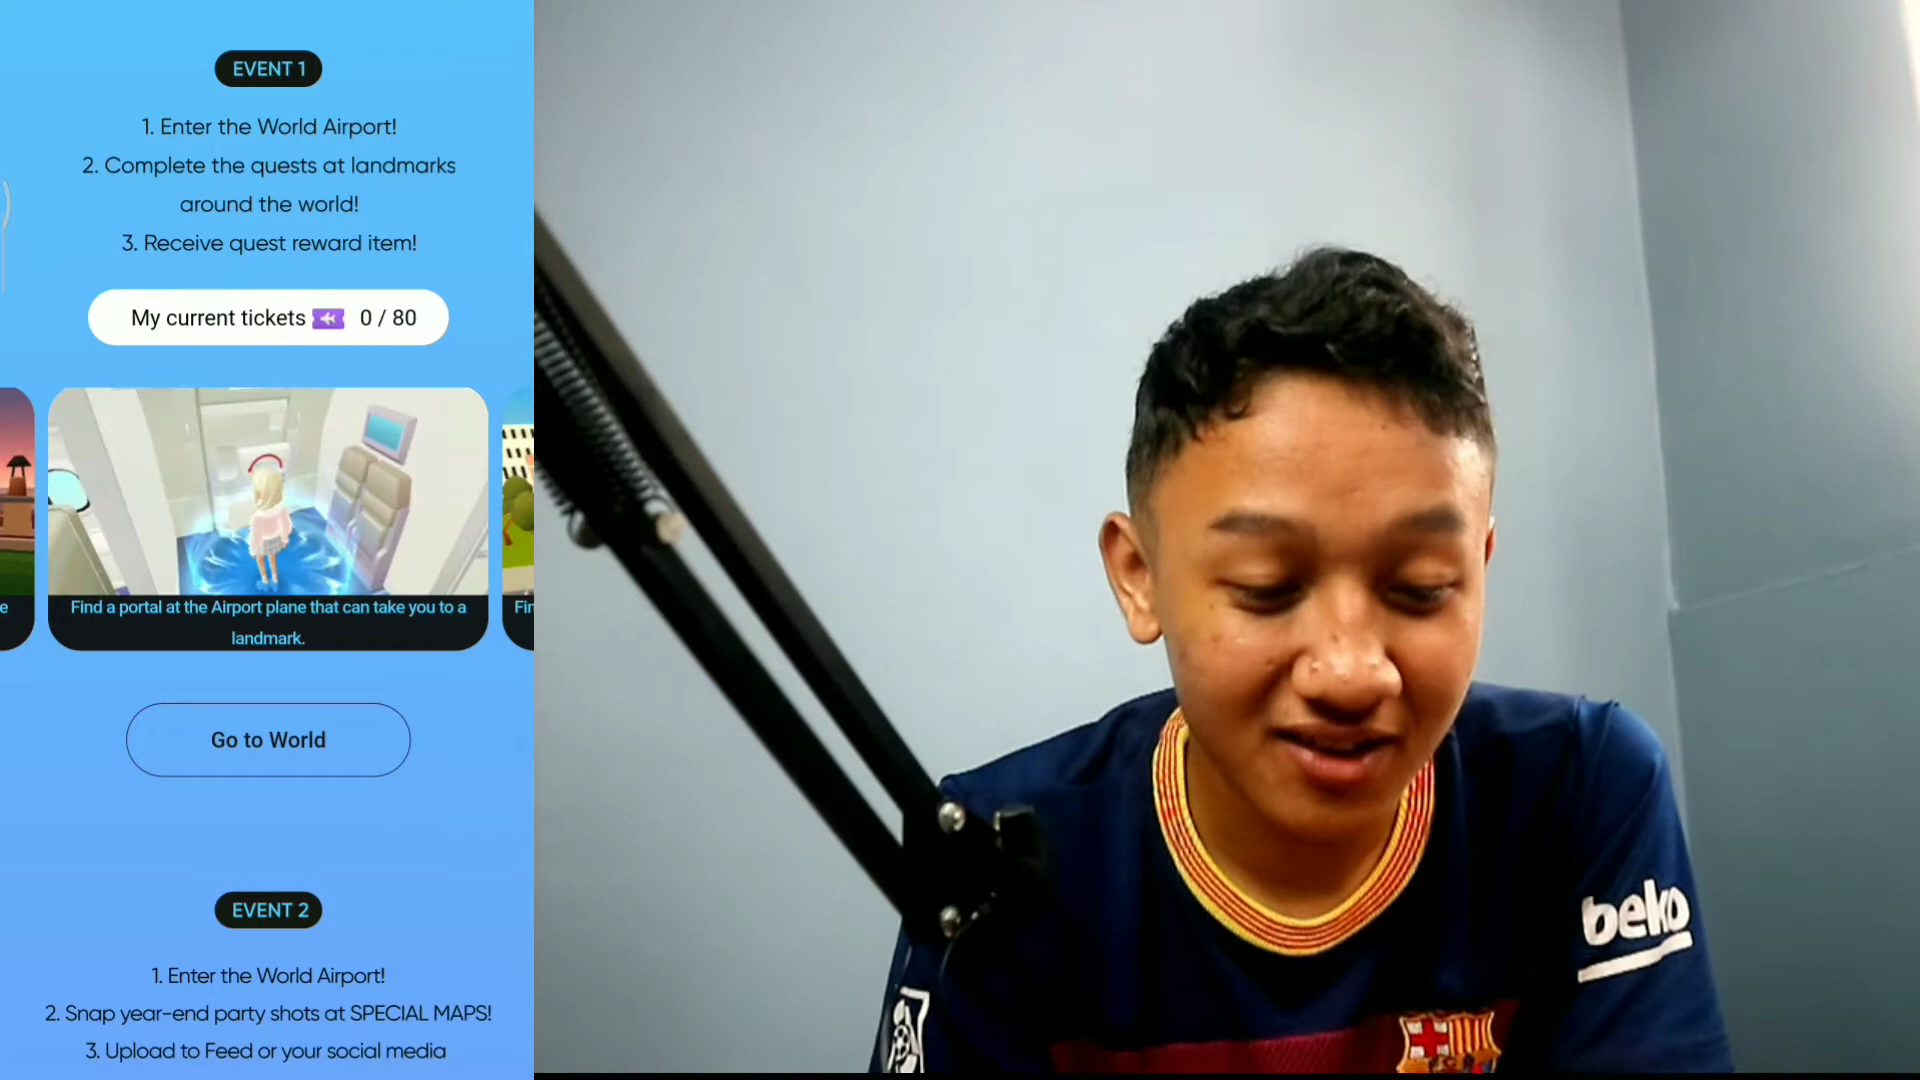 EVENT 1
1. Enter the World Airport!
2. Complete the quests at landmarks
around the world!
3. Receive quest reward item!
My current tickets 0 / 80
e
Find a portal at the Airport plane that can take you to a
landmark.
Fin
Go to World
EVENT 2
1. Enter the World Airport!
2. Snap year-end party shots at SPECIAL MAPS!
3. Upload to Feed or your social media
beko